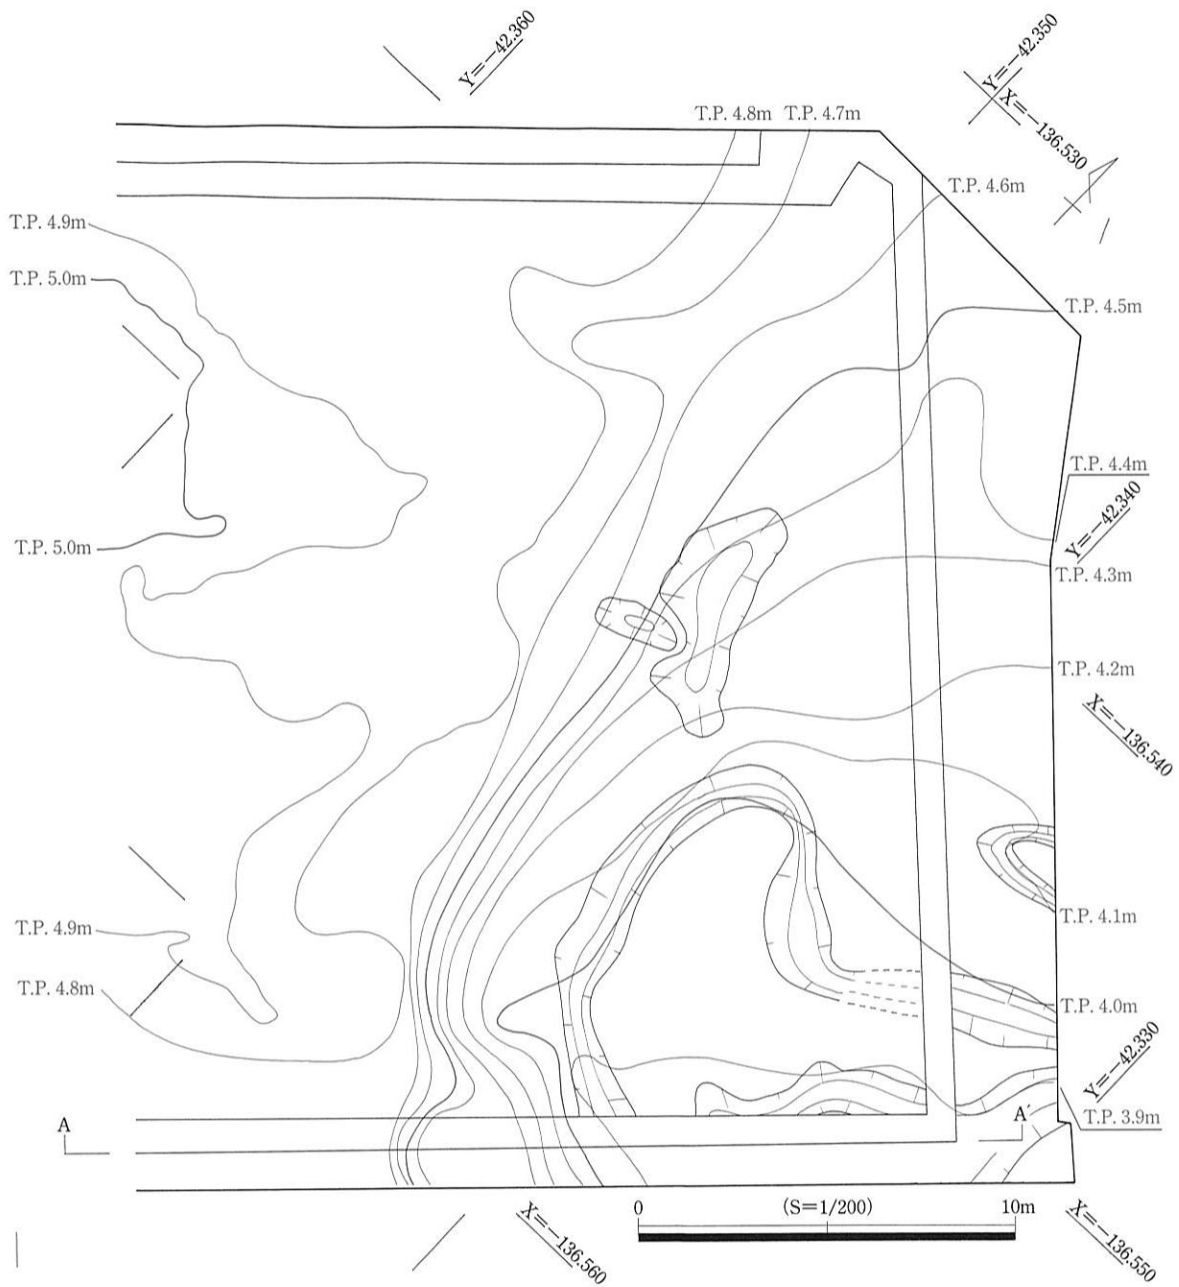 Y=－42.360
Y=－42.350
X=－136.530
T.P. 4.8m
T.P. 4.7m
T.P. 4.6m
T.P. 4.9m
T.P. 5.0m
T.P. 4.5m
T.P. 4.4m
Y=－42.340
T.P. 5.0m
T.P. 4.3m
T.P. 4.2m
X=－136.540
T.P. 4.1m
T.P. 4.9m
T.P. 4.8m
T.P. 4.0m
Y=－42.330
T.P. 3.9m
A
A′
0 (S=1/200) 10m
X=－136.560
X=－136.550